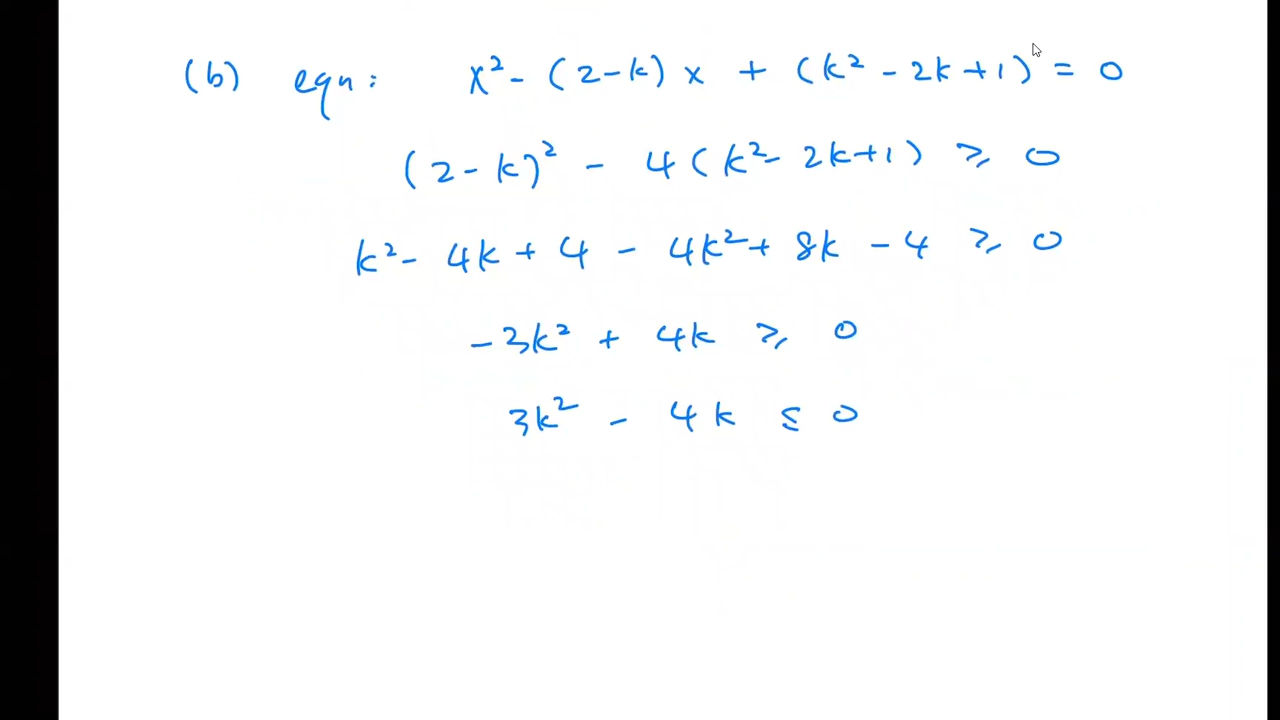 (b) eqn: x² - (2-k) x + (k² - 2k+1) = 0
(2-k)² - 4(k² - 2k+1) ⩾ 0
k² - 4k + 4 - 4k² + 8k - 4 ⩾ 0
-3k² + 4k ⩾ 0
3k² - 4k ≤ 0